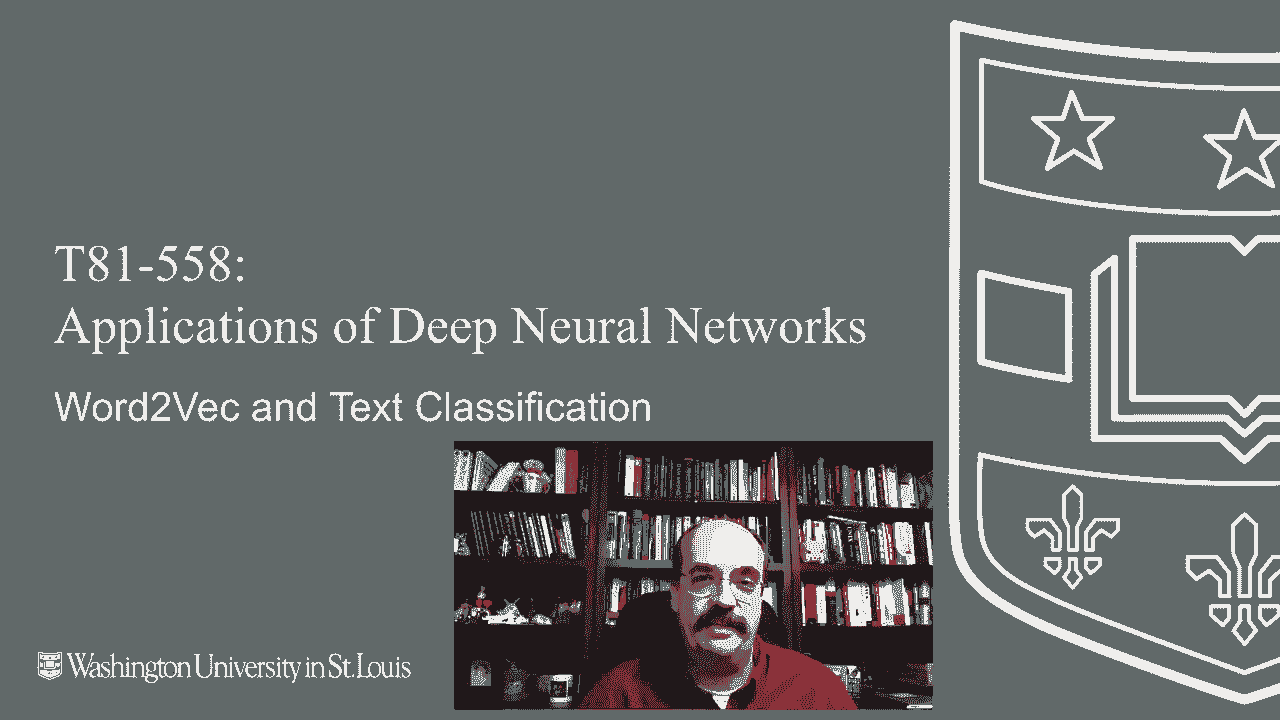 T81-558:
Applications of Deep Neural Networks
Word2Vec and Text Classification
Washington University in St. Louis